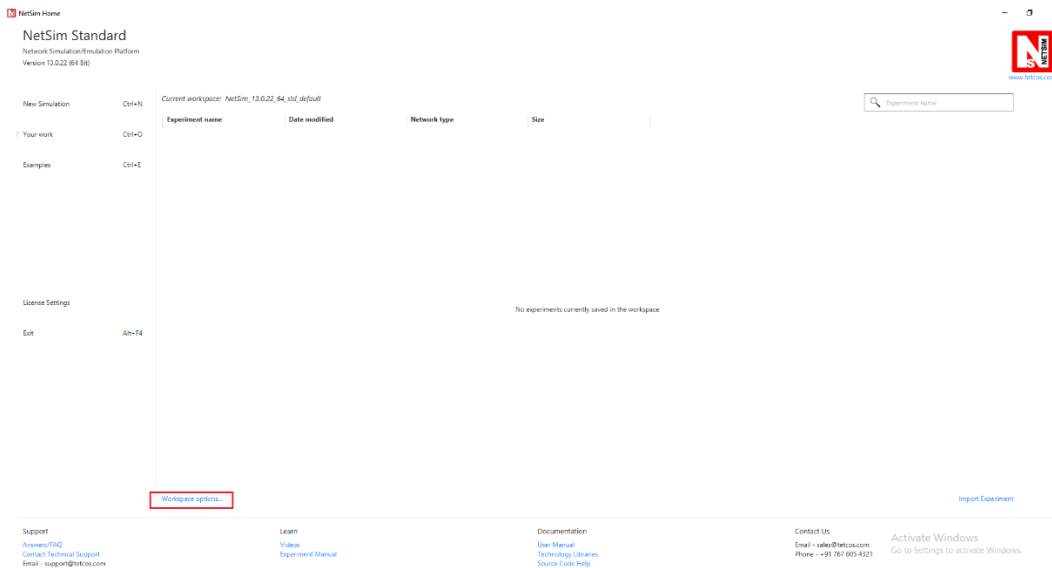 NetSim Home
NetSim Standard
Network Simulation/Emulation Platform
Version 13.0.22 (64 Bit)
NETSIM
www.tetcos.com
New Simulation Ctrl+N
Your work Ctrl+O
Examples Ctrl+E
License Settings
Exit Alt+F4
Current workspace: NetSim_13.0.22_64_std_default
Experiment name
Experiment name Date modified Network type Size
No experiments currently saved in the workspace
Workspace options...
Import Experiment
Support
Answers/FAQ
Contact Technical Support
Email - support@tetcos.com
Learn
Videos
Experiment Manual
Documentation
User Manual
Technology Libraries
Source Code Help
Contact Us
Email - sales@tetcos.com
Phone - +91 767 605 4321
Activate Windows
Go to Settings to activate Windows.